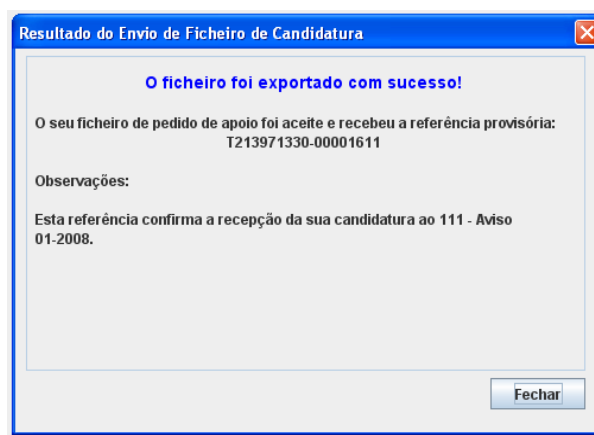 Resultado do Envio de Ficheiro de Candidatura
O ficheiro foi exportado com sucesso!
O seu ficheiro de pedido de apoio foi aceite e recebeu a referência provisória:
T213971330-00001611
Observações:
Esta referência confirma a recepção da sua candidatura ao 111 - Aviso
01-2008.
Fechar